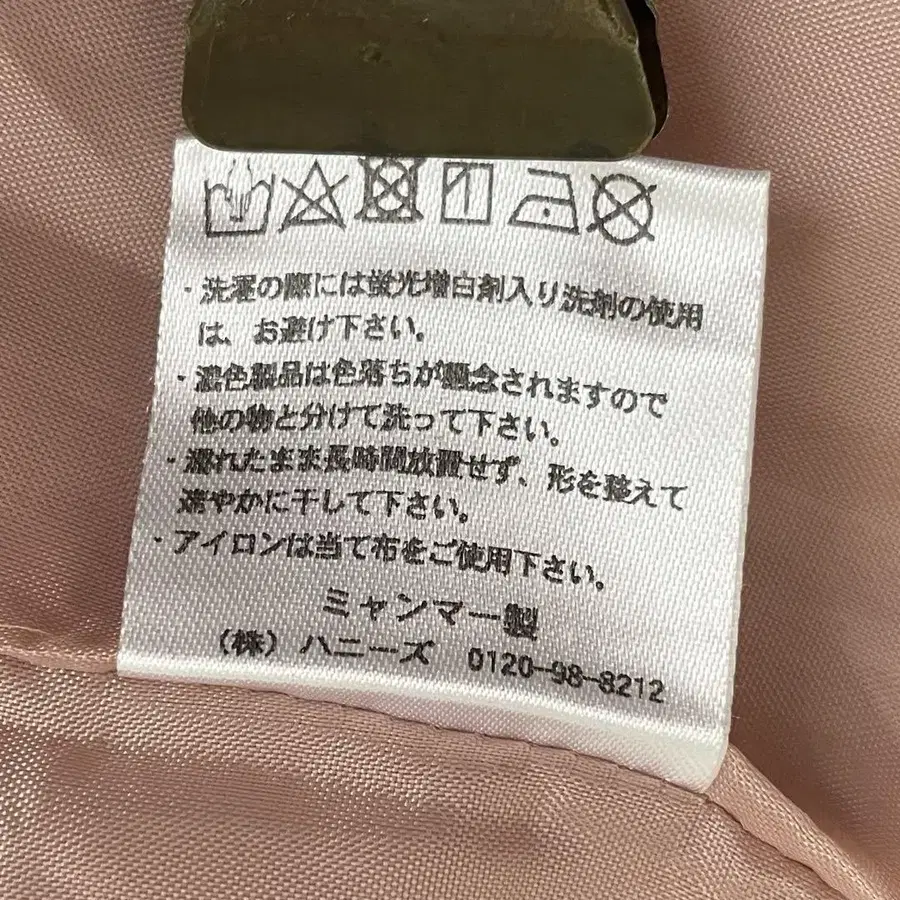 ・洗濯の際には蛍光増白剤入り洗剤の使用
は、お避け下さい。
・濃色製品は色落ちが懸念されますので
他の物と分けて洗って下さい。
・濡れたまま長時間放置せず、形を整えて
速やかに干して下さい。
・アイロンは当て布をご使用下さい。
ミャンマー製
(株) ハニーズ 0120-98-8212